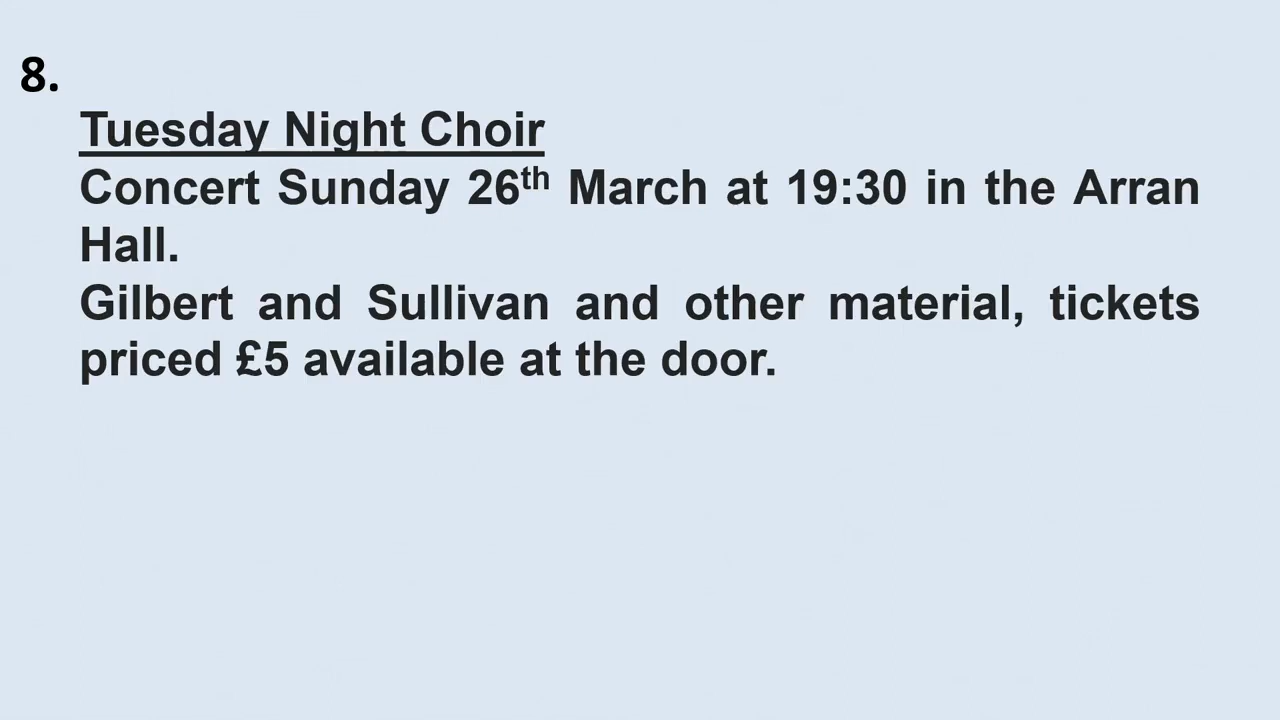 8.
Tuesday Night Choir
Concert Sunday 26th March at 19:30 in the Arran
Hall.
Gilbert and Sullivan and other material, tickets
priced £5 available at the door.